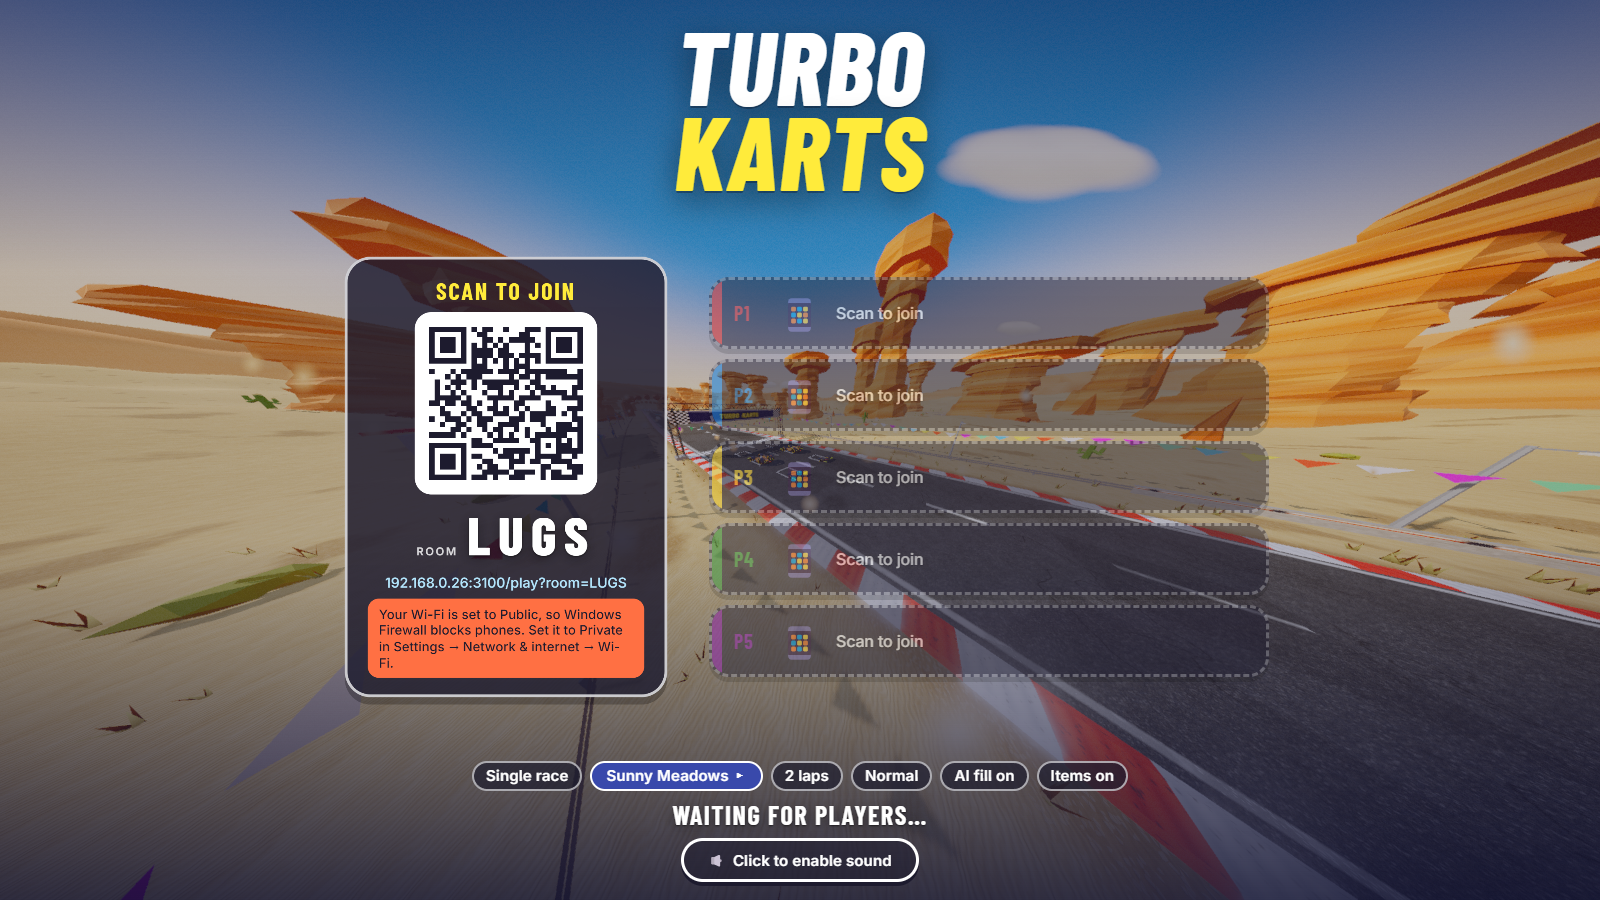 TURBO
KARTS
SCAN TO JOIN
ROOM LUGS
192.168.0.26:3100/play?room=LUGS
Your Wi-Fi is set to Public, so Windows
Firewall blocks phones. Set it to Private
in Settings → Network & internet → Wi-
Fi.
P1 Scan to join
P2 Scan to join
TURBO KARTS
P3 Scan to join
P4 Scan to join
P5 Scan to join
Single race
Sunny Meadows ▸
2 laps
Normal
AI fill on
Items on
WAITING FOR PLAYERS...
Click to enable sound